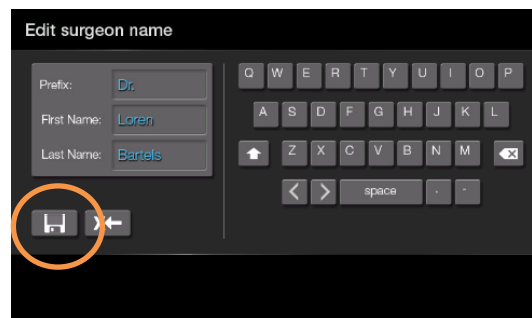 Edit surgeon name
Prefix: Dr.
First Name: Loren
Last Name: Bartels
Q W E R T Y U I O P
A S D F G H J K L
Z X C V B N M
space . -